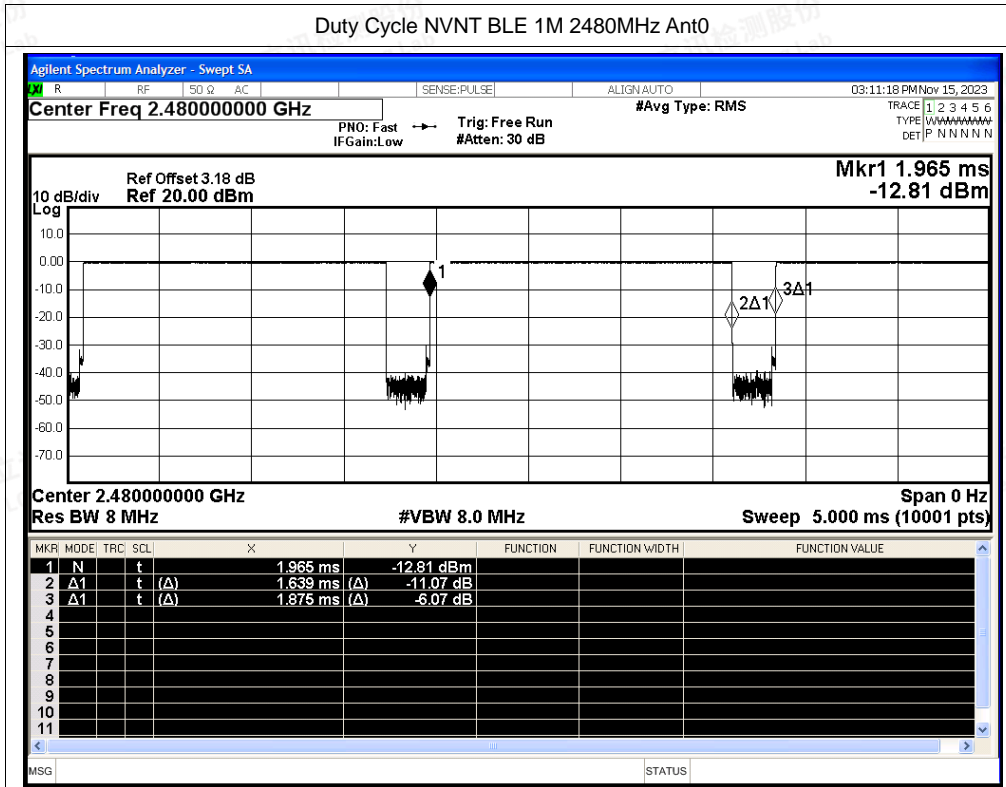 Duty Cycle NVNT BLE 1M 2480MHz Ant0
Agilent Spectrum Analyzer - Swept SA
LXI R RF 50 Ω AC SENSE:PULSE ALIGN AUTO 03:11:18 PM Nov 15, 2023
Center Freq 2.480000000 GHz #Avg Type: RMS TRACE 1 2 3 4 5 6
PNO: Fast Trig: Free Run TYPE WWWWWW
IFGain:Low #Atten: 30 dB DET P N N N N N
Mkr1 1.965 ms
Ref Offset 3.18 dB
10 dB/div Ref 20.00 dBm -12.81 dBm
Log
10.0
0.00
-10.0
-20.0
-30.0
-40.0
-50.0
-60.0
-70.0
1
2Δ1
3Δ1
Center 2.480000000 GHz Span 0 Hz
Res BW 8 MHz #VBW 8.0 MHz Sweep 5.000 ms (10001 pts)
MKR MODE TRC SCL X Y FUNCTION FUNCTION WIDTH FUNCTION VALUE
1 N t 1.965 ms -12.81 dBm
2 Δ1 t (Δ) 1.639 ms (Δ) -11.07 dB
3 Δ1 t (Δ) 1.875 ms (Δ) -6.07 dB
4
5
6
7
8
9
10
11
MSG STATUS